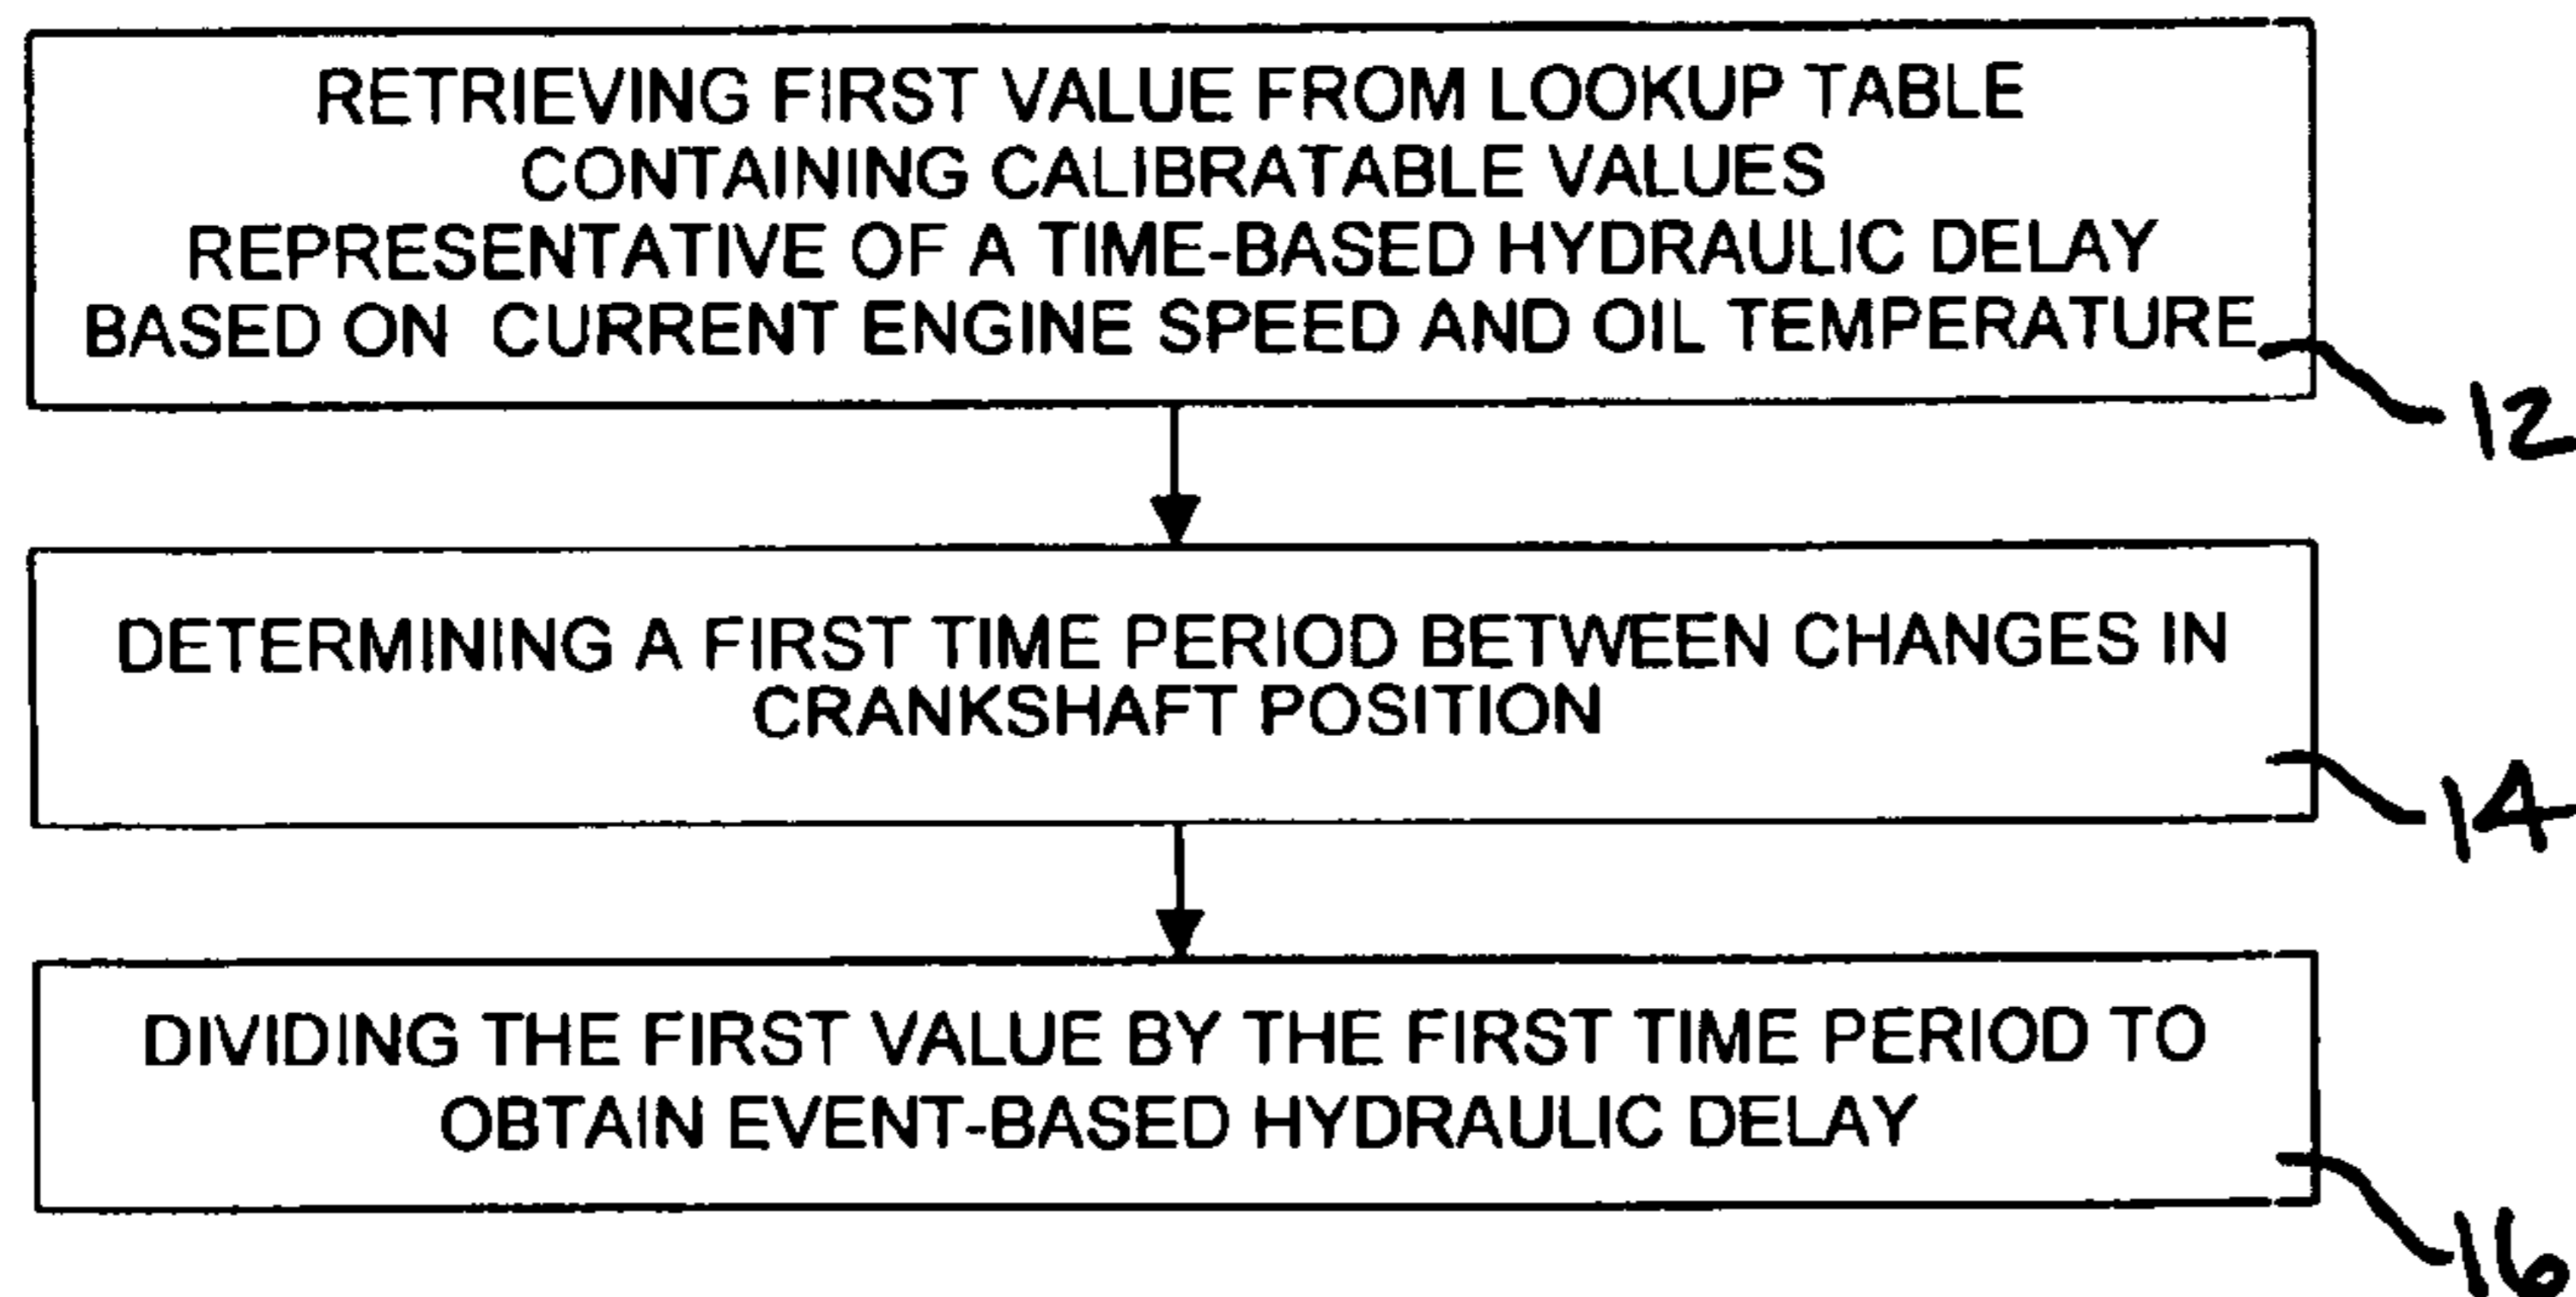 RETRIEVING FIRST VALUE FROM LOOKUP TABLE
CONTAINING CALIBRATABLE VALUES
REPRESENTATIVE OF A TIME-BASED HYDRAULIC DELAY
BASED ON CURRENT ENGINE SPEED AND OIL TEMPERATURE
12
DETERMINING A FIRST TIME PERIOD BETWEEN CHANGES IN
CRANKSHAFT POSITION
14
DIVIDING THE FIRST VALUE BY THE FIRST TIME PERIOD TO
OBTAIN EVENT-BASED HYDRAULIC DELAY
16